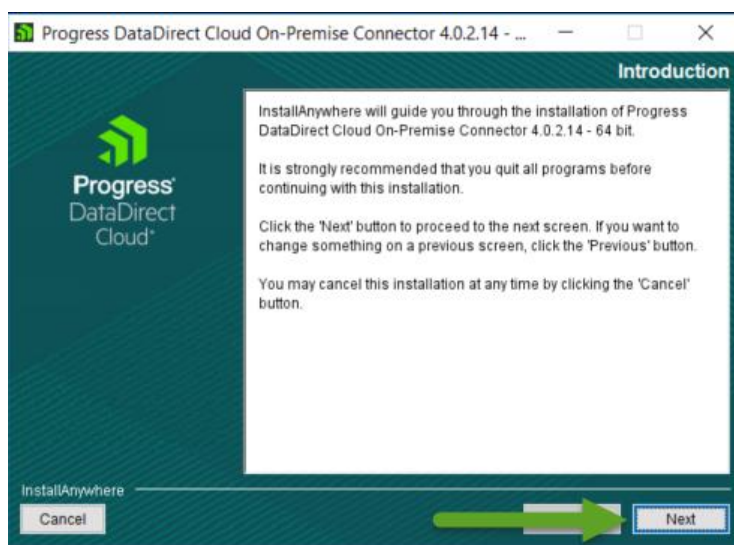 Progress DataDirect Cloud On-Premise Connector 4.0.2.14 - ...
Introduction
Progress®
DataDirect
Cloud®
InstallAnywhere will guide you through the installation of Progress
DataDirect Cloud On-Premise Connector 4.0.2.14 - 64 bit.
It is strongly recommended that you quit all programs before
continuing with this installation.
Click the 'Next' button to proceed to the next screen. If you want to
change something on a previous screen, click the 'Previous' button.
You may cancel this installation at any time by clicking the 'Cancel'
button.
InstallAnywhere
Cancel
Next